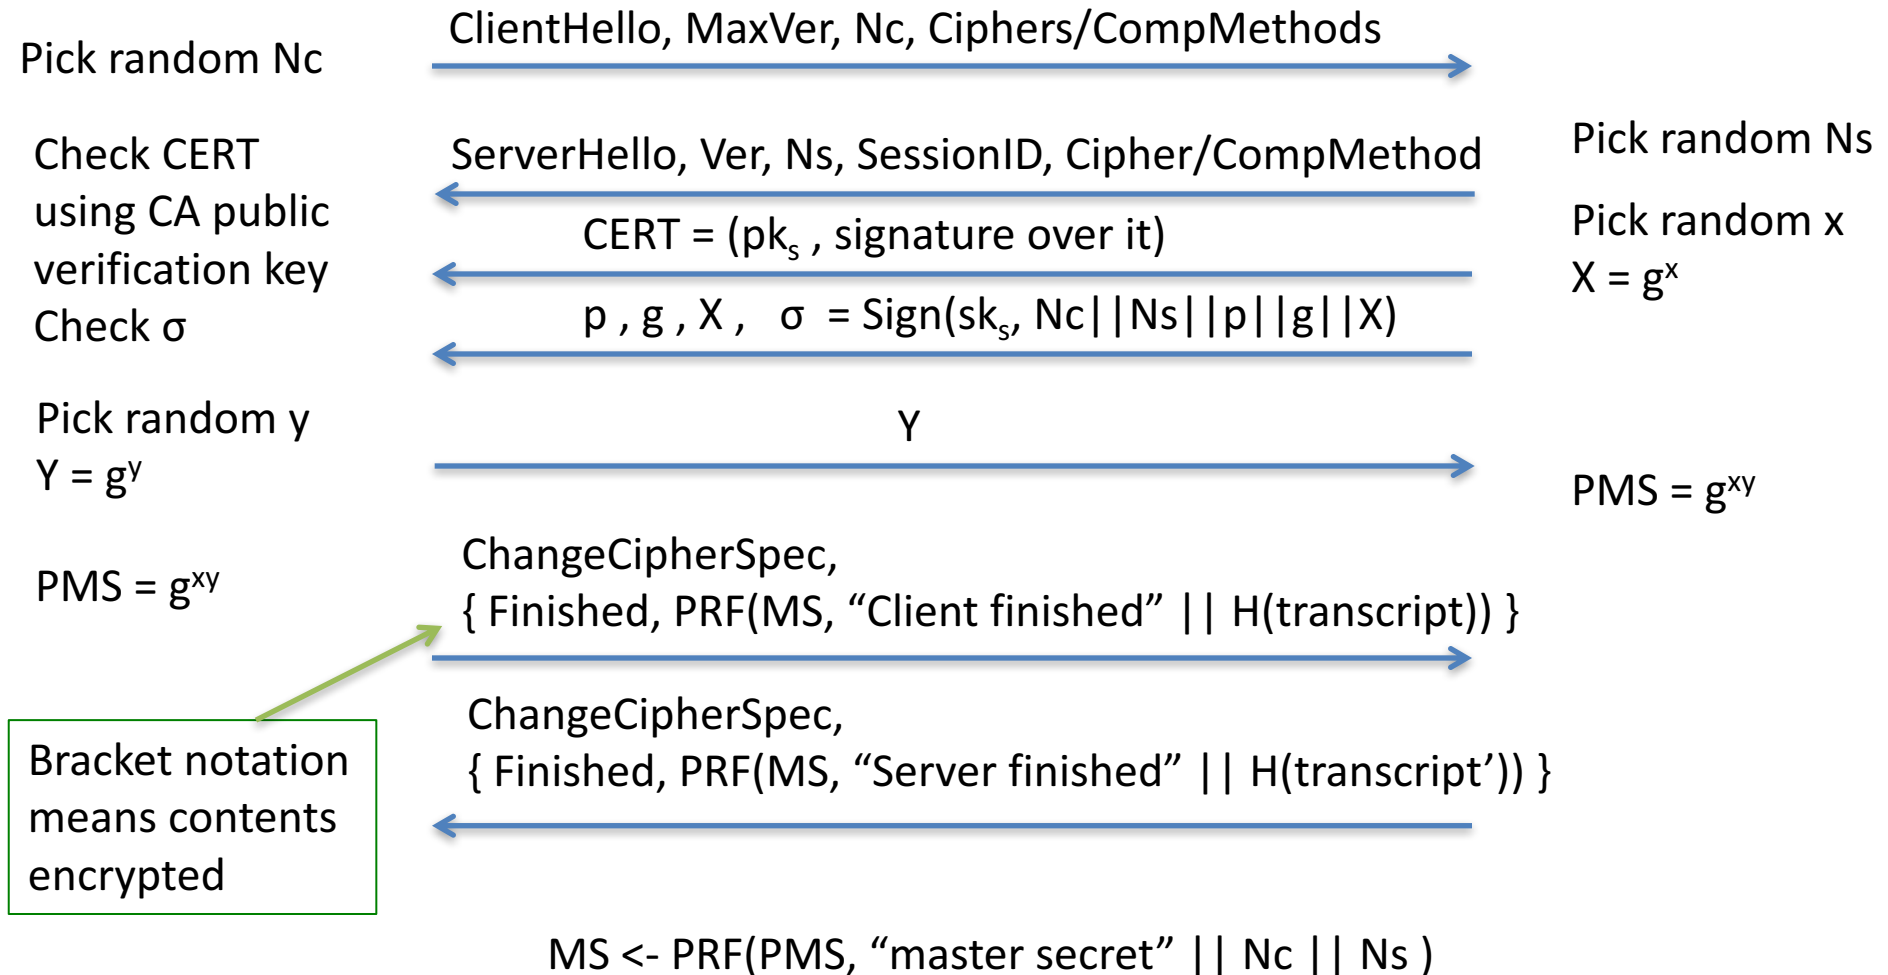 Pick random Nc
ClientHello, MaxVer, Nc, Ciphers/CompMethods
Check CERT
using CA public
verification key
Check σ
ServerHello, Ver, Ns, SessionID, Cipher/CompMethod
CERT = (pkₛ , signature over it)
p , g , X , σ = Sign(skₛ, Nc||Ns||p||g||X)
Pick random Ns
Pick random x
X = gˣ
Pick random y
Y = gʸ
Y
PMS = gˣʸ
PMS = gˣʸ
ChangeCipherSpec,
{ Finished, PRF(MS, “Client finished” || H(transcript)) }
ChangeCipherSpec,
{ Finished, PRF(MS, “Server finished” || H(transcript’)) }
Bracket notation
means contents
encrypted
MS <- PRF(PMS, “master secret” || Nc || Ns )